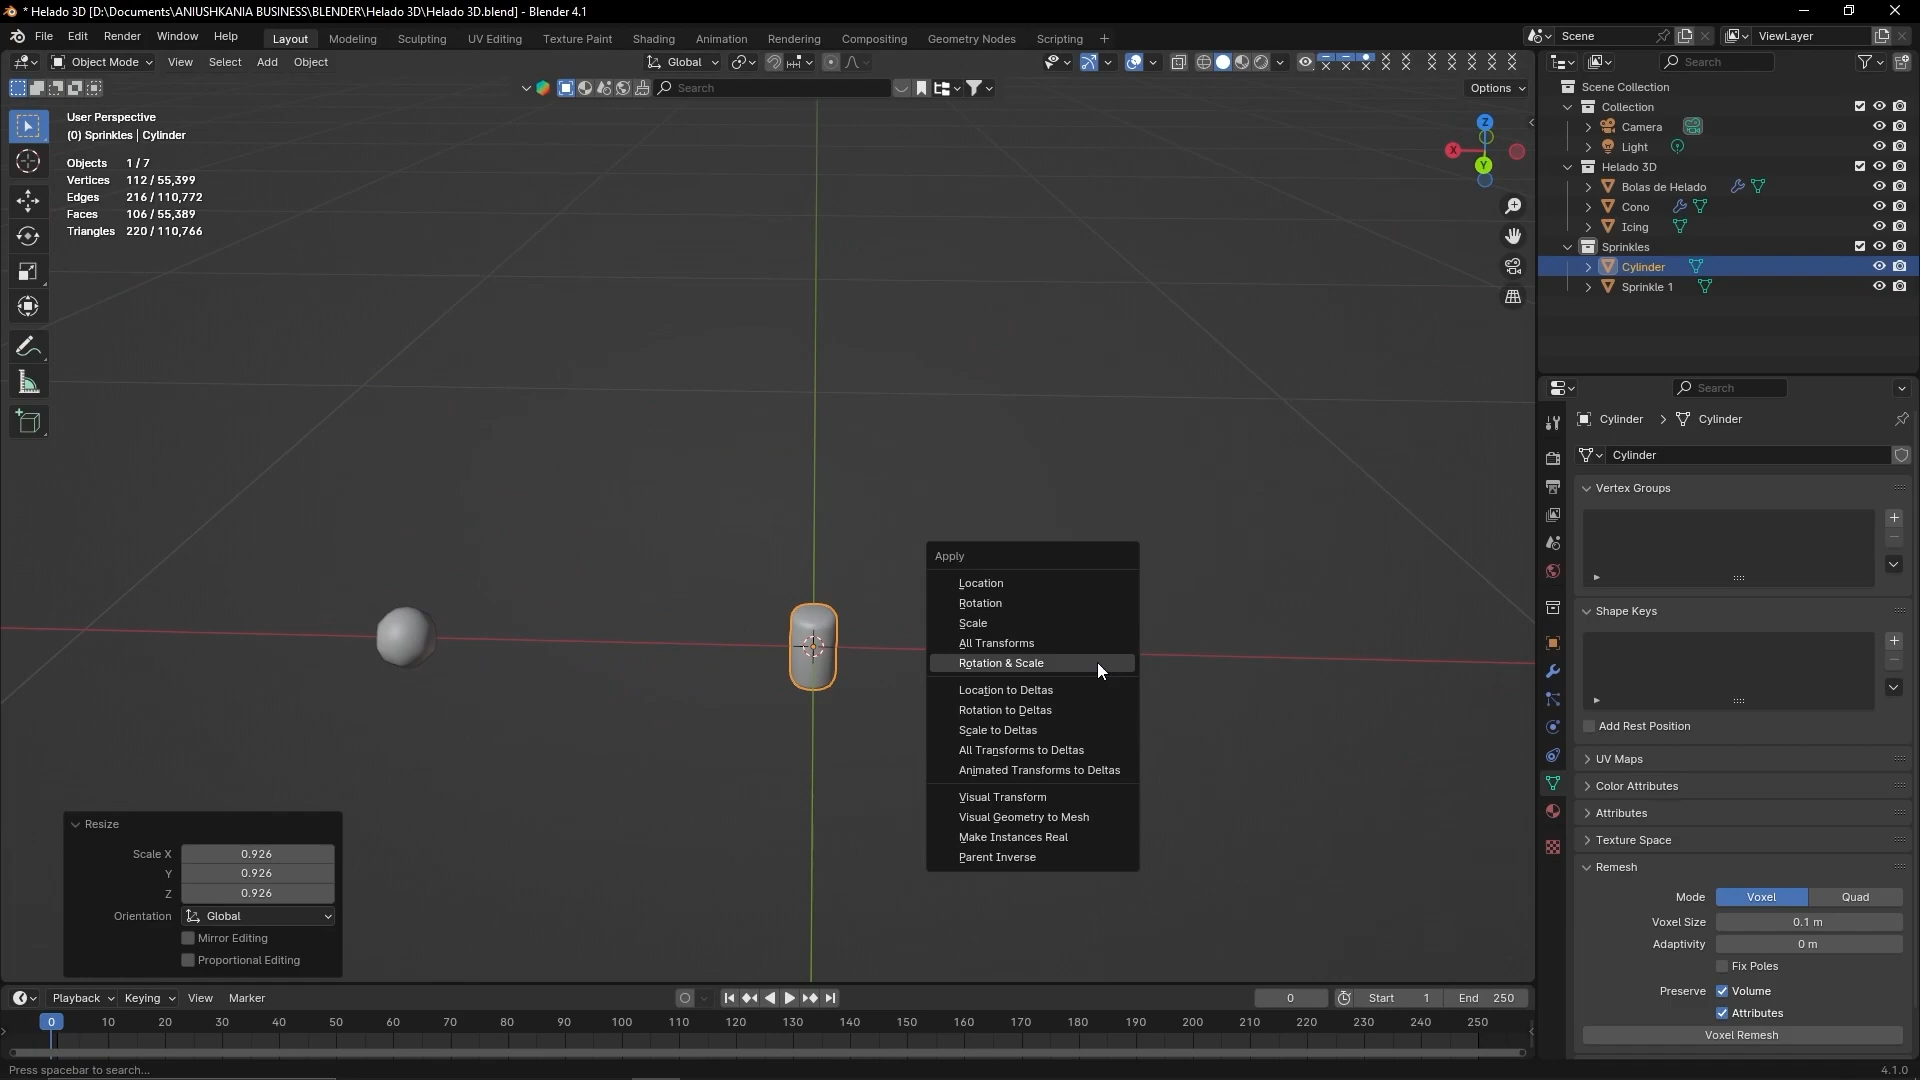 * Helado 3D [D:\Documents\ANIUSHKANIA BUSINESS\BLENDER\Helado 3D\Helado 3D.blend] - Blender 4.1
File Edit Render Window Help
Layout Modeling Sculpting UV Editing Texture Paint Shading Animation Rendering Compositing Geometry Nodes Scripting +
Scene
ViewLayer
Object Mode View Select Add Object
Global
Search
Search
Options
User Perspective
(0) Sprinkles | Cylinder
Objects 1 / 7
Vertices 112 / 55,399
Edges 216 / 110,772
Faces 106 / 55,389
Triangles 220 / 110,766
Z
X
Y
Scene Collection
Collection
Camera
Light
Helado 3D
Bolas de Helado
Cono
Icing
Sprinkles
Cylinder
Sprinkle 1
Search
Cylinder > Cylinder
Cylinder
Vertex Groups
Shape Keys
Add Rest Position
UV Maps
Color Attributes
Attributes
Texture Space
Remesh
Mode Voxel Quad
Voxel Size 0.1 m
Adaptivity 0 m
Fix Poles
Preserve Volume
Attributes
Voxel Remesh
Apply
Location
Rotation
Scale
All Transforms
Rotation & Scale
Location to Deltas
Rotation to Deltas
Scale to Deltas
All Transforms to Deltas
Animated Transforms to Deltas
Visual Transform
Visual Geometry to Mesh
Make Instances Real
Parent Inverse
Resize
Scale X 0.926
Y 0.926
Z 0.926
Orientation Global
Mirror Editing
Proportional Editing
Playback Keying View Marker
0
Start 1
End 250
0 10 20 30 40 50 60 70 80 90 100 110 120 130 140 150 160 170 180 190 200 210 220 230 240 250
Press spacebar to search...
4.1.0